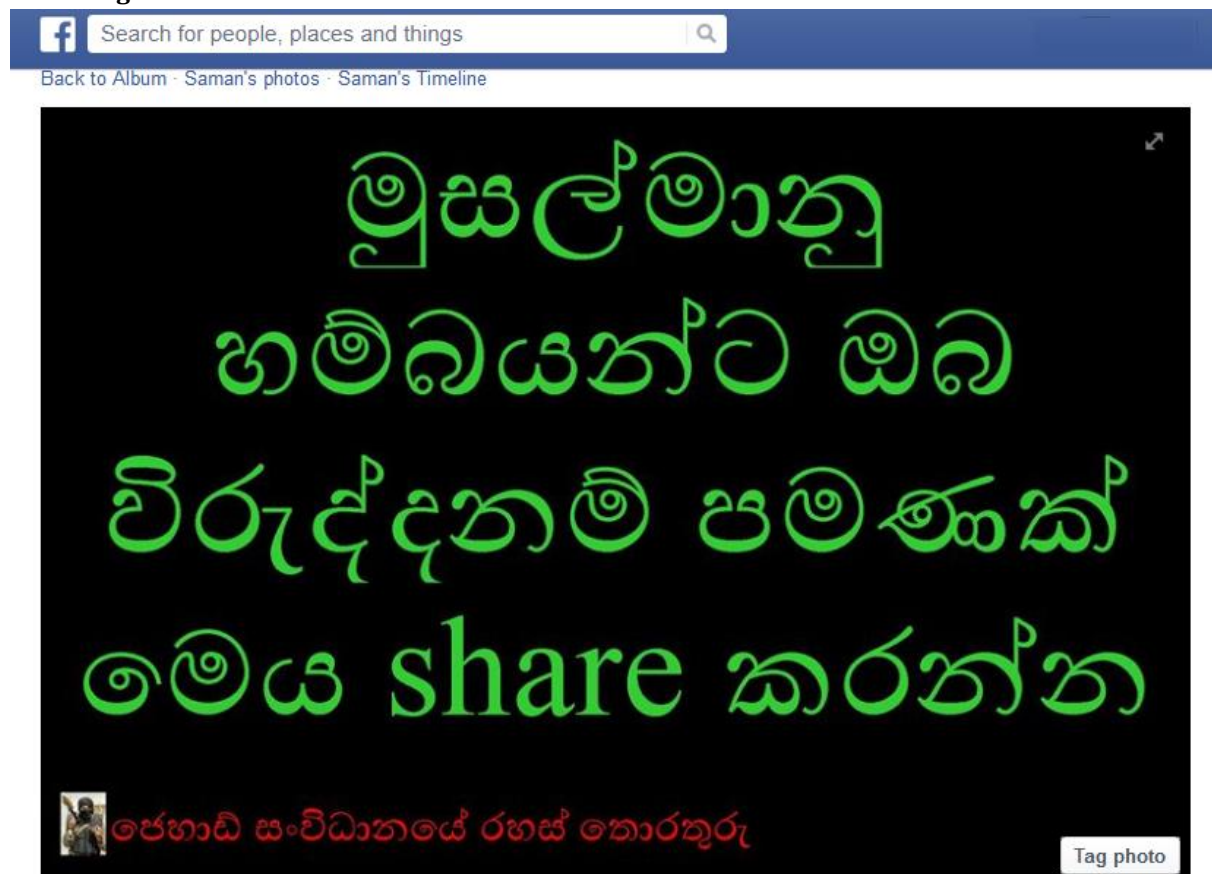 Search for people, places and things
Back to Album · Saman's photos · Saman's Timeline
මුසල්මානු
හම්බයන්ට ඔබ
විරුද්දනම් පමණක්
මෙය share කරන්න
ජෙහාඩ් සංවිධානයේ රහස් තොරතුරු
Tag photo